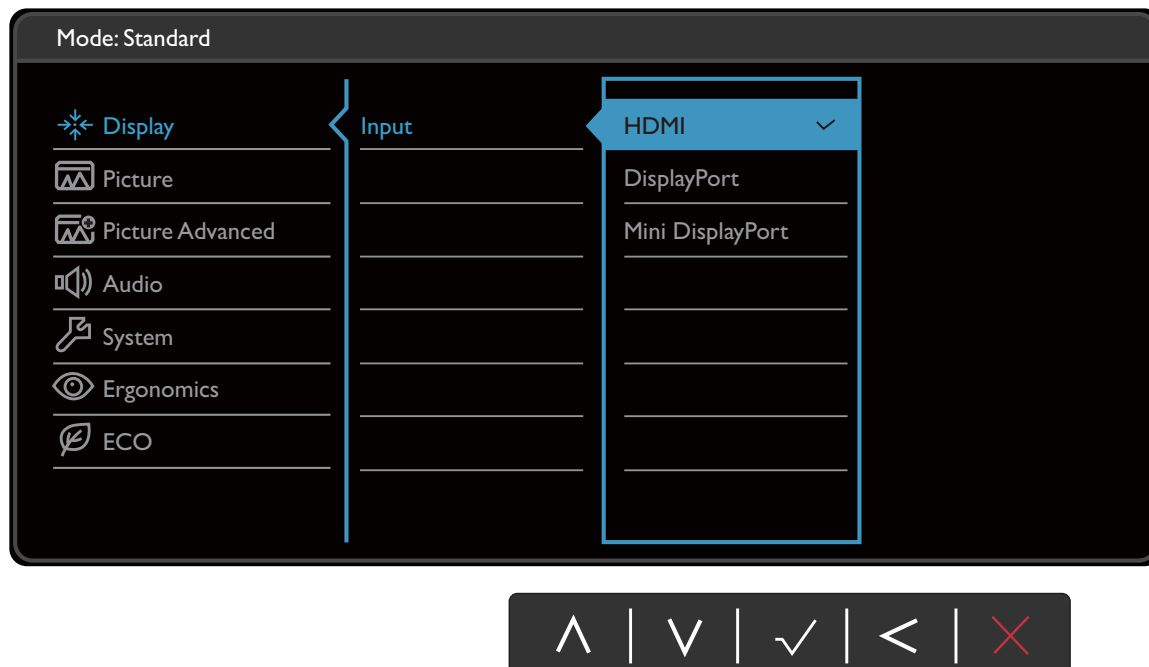 Mode: Standard
Display
Input
HDMI
Picture
DisplayPort
Picture Advanced
Mini DisplayPort
Audio
System
Ergonomics
ECO